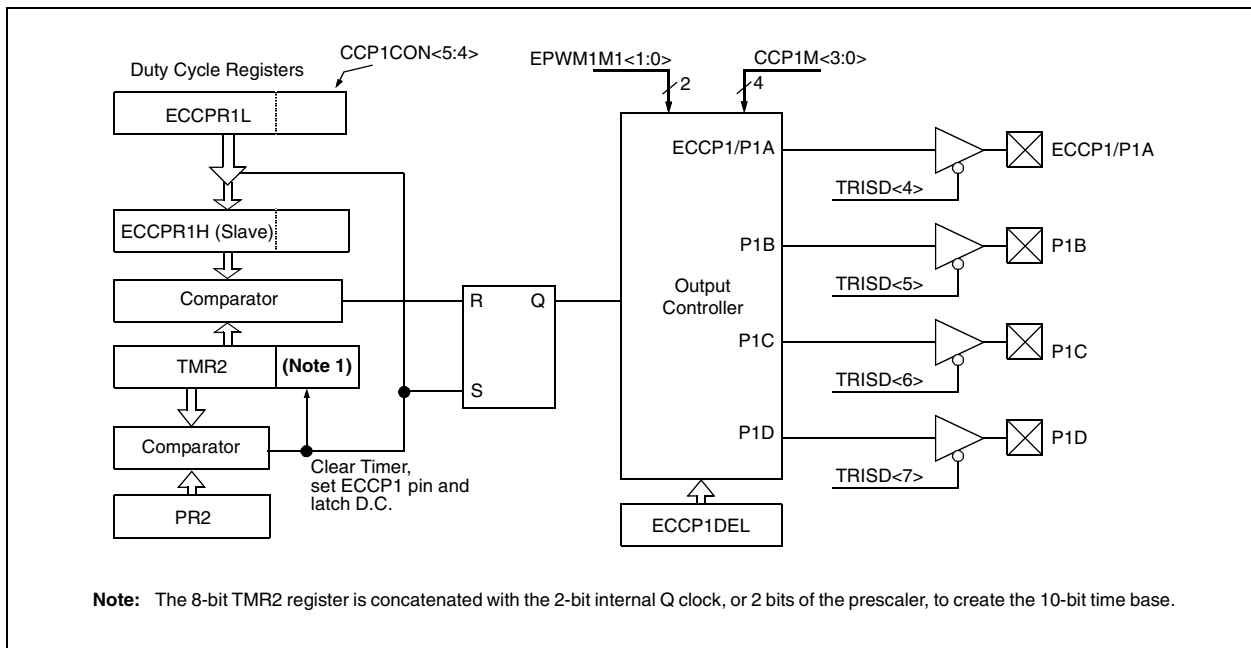 CCP1CON<5:4>
Duty Cycle Registers
ECCPR1L
ECCPR1H (Slave)
Comparator
TMR2
(Note 1)
Comparator
PR2
Clear Timer,
set ECCP1 pin and
latch D.C.
R
Q
S
EPWM1M1<1:0>
2
CCP1M<3:0>
4
Output
Controller
ECCP1/P1A
P1B
P1C
P1D
ECCP1DEL
TRISD<4>
ECCP1/P1A
TRISD<5>
P1B
TRISD<6>
P1C
TRISD<7>
P1D
Note: The 8-bit TMR2 register is concatenated with the 2-bit internal Q clock, or 2 bits of the prescaler, to create the 10-bit time base.